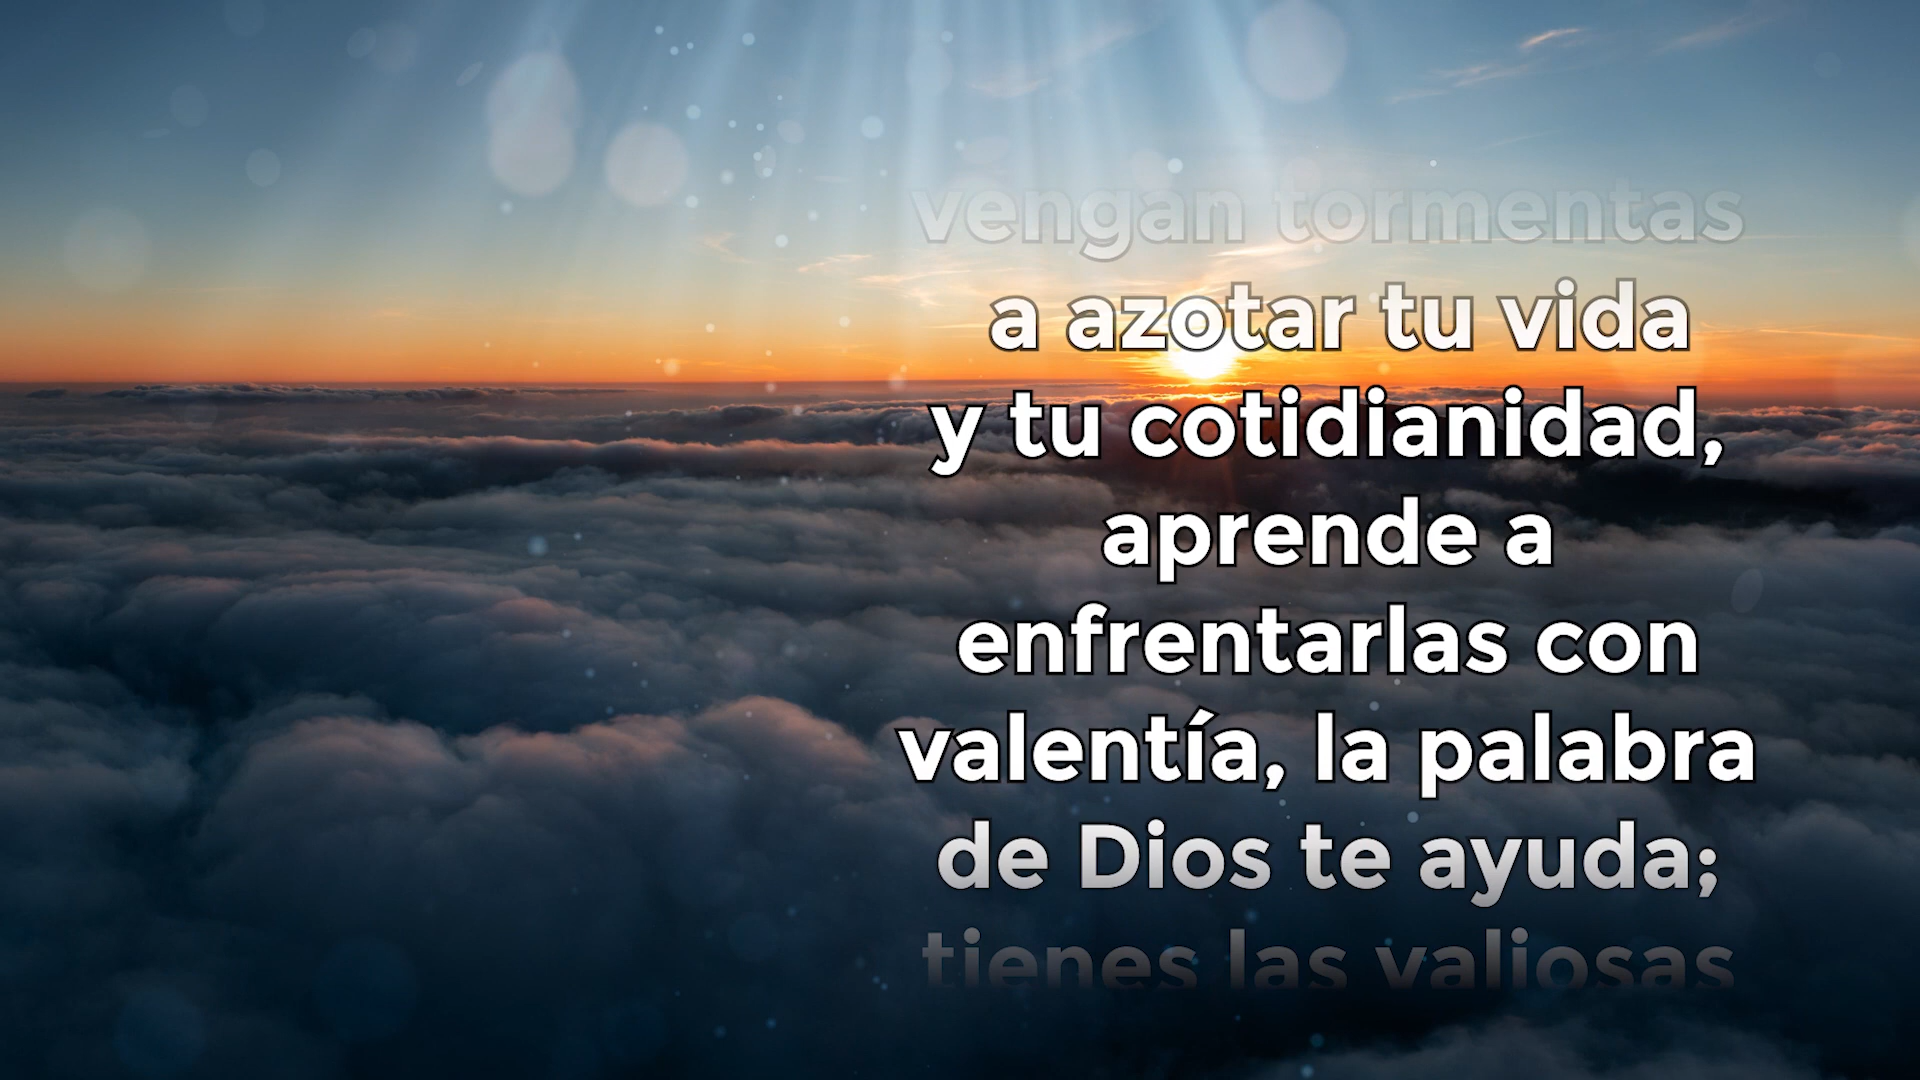 vengan tormentas
a azotar tu vida
y tu cotidianidad,
aprende a
enfrentarlas con
valentía, la palabra
de Dios te ayuda;
tienes las valiosas